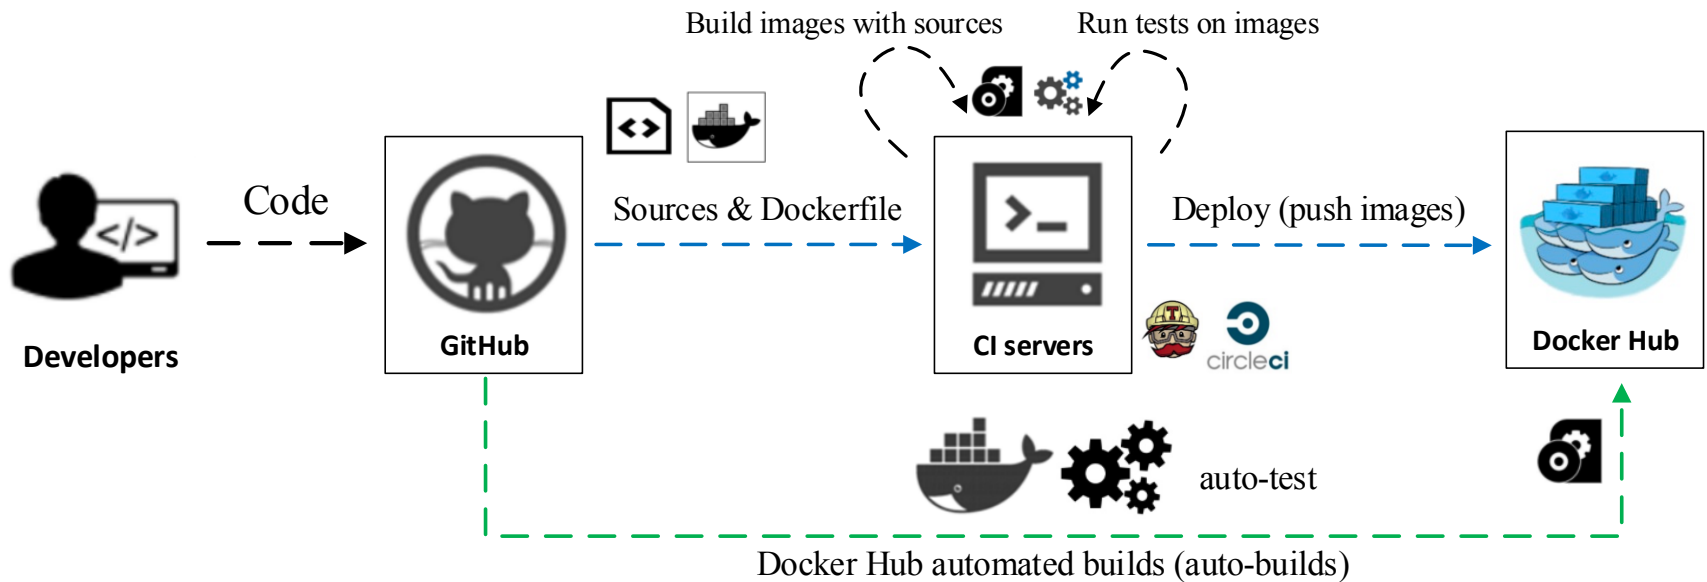 Build images with sources
Run tests on images
Code
Sources & Dockerfile
Deploy (push images)
</>
< >
>_
T
Developers
GitHub
CI servers
circleci
Docker Hub
auto-test
Docker Hub automated builds (auto-builds)